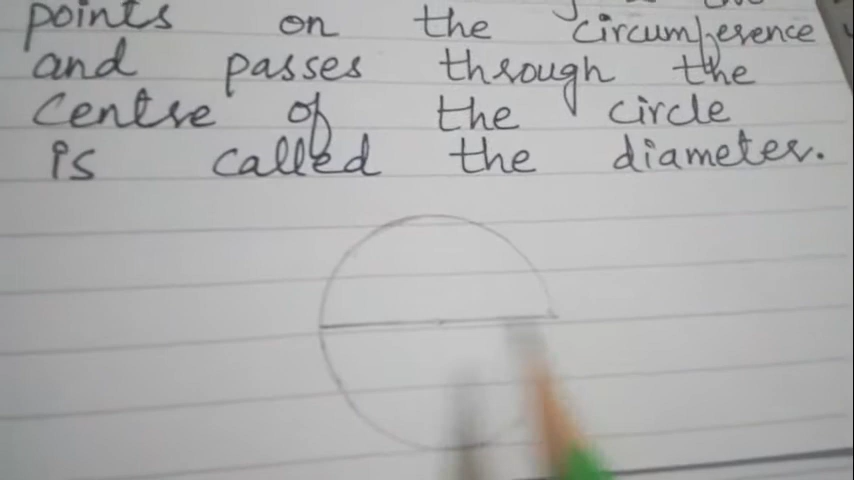 points on the circumference
and passes through the
centre of the circle
is called the diameter.